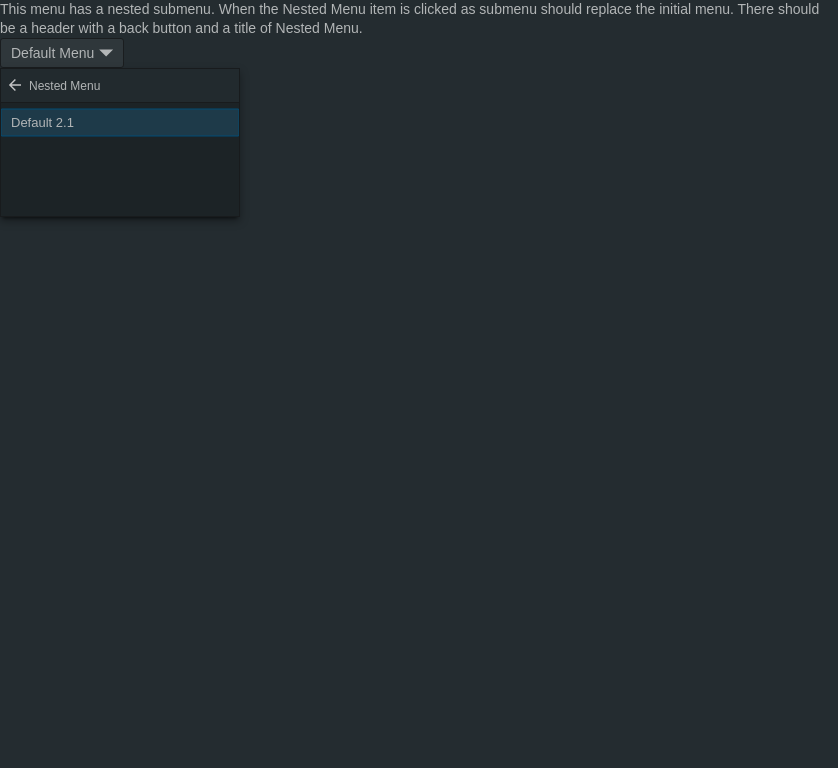 This menu has a nested submenu. When the Nested Menu item is clicked as submenu should replace the initial menu. There should
be a header with a back button and a title of Nested Menu.
Default Menu
Nested Menu
Default 2.1